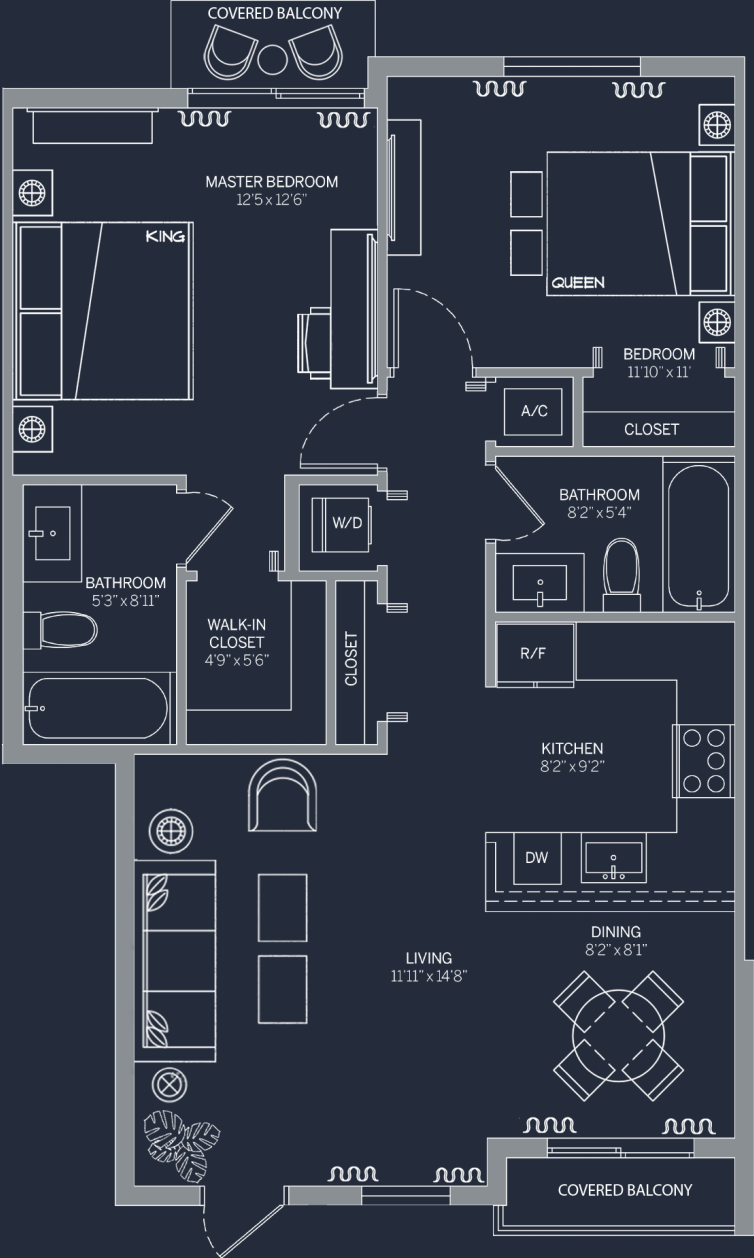 COVERED BALCONY
MASTER BEDROOM
12'5 x 12'6"
KING
QUEEN
BEDROOM
11'10" x 11'
A/C
CLOSET
W/D
BATHROOM
8'2" x 5'4"
BATHROOM
5'3" x 8'11"
WALK-IN
CLOSET
4'9" x 5'6"
CLOSET
R/F
KITCHEN
8'2" x 9'2"
DW
DINING
8'2" x 8'1"
LIVING
11'11" x 14'8"
COVERED BALCONY